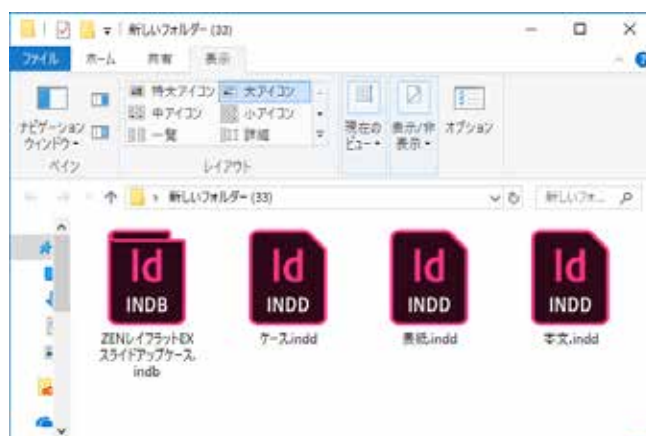 新しいフォルダー (33)
ファイル ホーム 共有 表示
特大アイコン 大アイコン
中アイコン 小アイコン
一覧 詳細
ナビゲーション
ウィンドウ
現在の
ビュー
表示/非
表示
オプション
ペイン レイアウト
新しいフォルダー (33) 新しいフォ...
Id Id Id Id
INDB INDD INDD INDD
ZENレイフラットEX
スライドアップケース.
indb
ケース.indd 表紙.indd 本文.indd